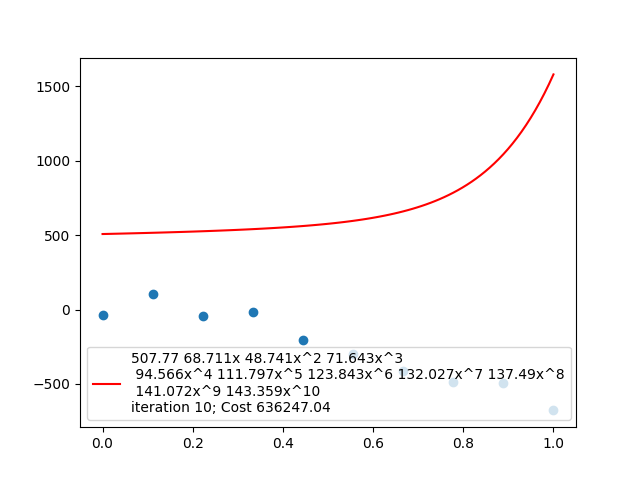 1500
1000
500
0
−500
507.77 68.711x 48.741x^2 71.643x^3
94.566x^4 111.797x^5 123.843x^6 132.027x^7 137.49x^8
141.072x^9 143.359x^10
iteration 10; Cost 636247.04
0.0 0.2 0.4 0.6 0.8 1.0